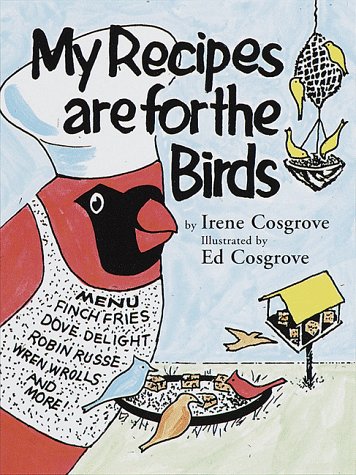 My Recipes
are for the
Birds
by Irene Cosgrove
Illustrated by
Ed Cosgrove
MENU
FINCH FRIES
DOVE DELIGHT
ROBIN RUSSE
WREN WROLLS
AND
MORE!